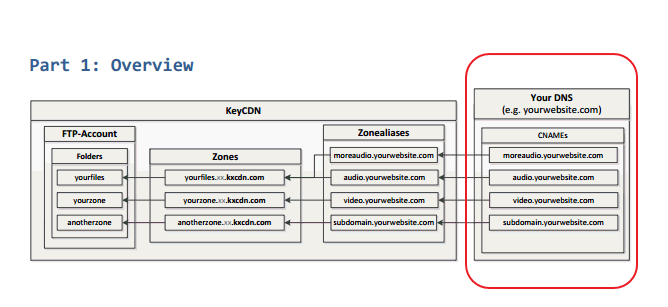 Part 1: Overview
KeyCDN
FTP-Account
Folders
yourfiles
yourzone
anotherzone
Zones
yourfiles.xx.kxcdn.com
yourzone.xx.kxcdn.com
anotherzone.xx.kxcdn.com
Zonealiases
moreaudio.yourwebsite.com
audio.yourwebsite.com
video.yourwebsite.com
subdomain.yourwebsite.com
Your DNS
(e.g. yourwebsite.com)
CNAMEs
moreaudio.yourwebsite.com
audio.yourwebsite.com
video.yourwebsite.com
subdomain.yourwebsite.com